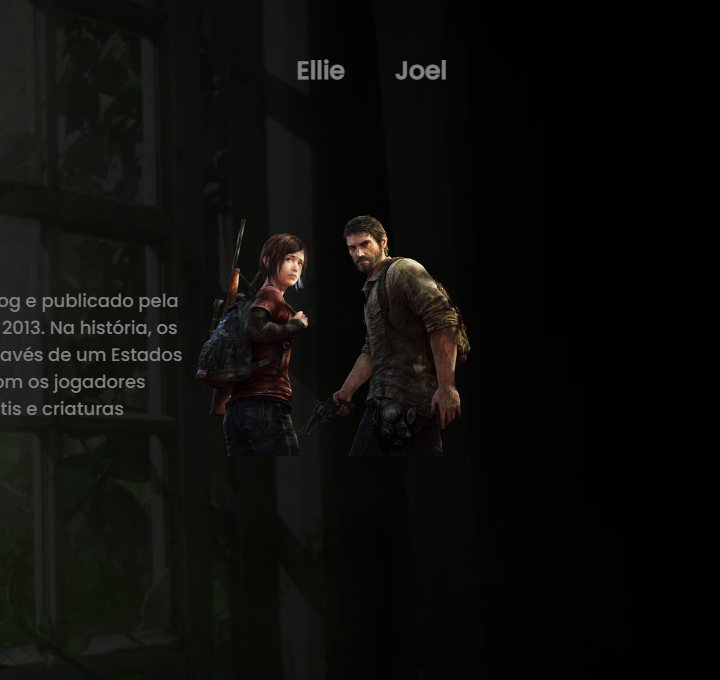 Ellie Joel
og e publicado pela
2013. Na história, os
avés de um Estados
om os jogadores
tis e criaturas